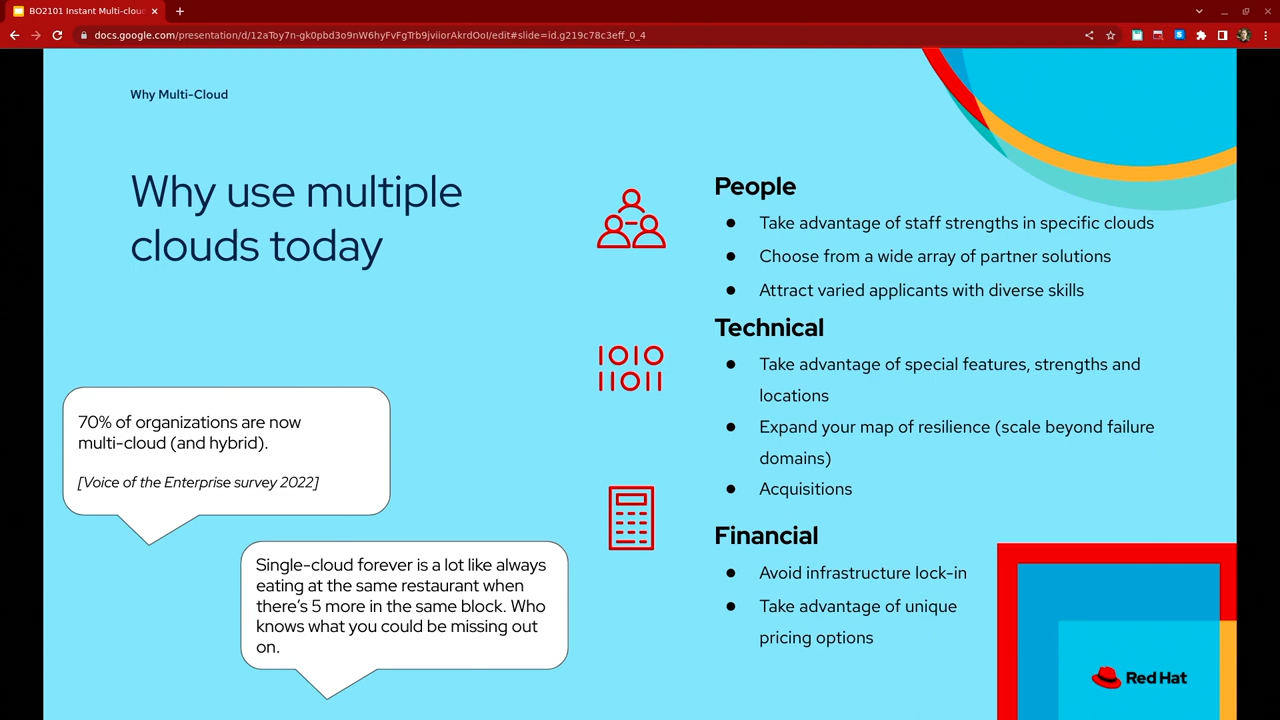 BO2101 Instant Multi-clou
docs.google.com/presentation/d/12aToy7n-gk0pbd3o9nW6hyFvFgTrb9jviiorAkrdOoI/edit#slide=id.g219c78c3eff_0_4
Why Multi-Cloud
Why use multiple
clouds today
70% of organizations are now
multi-cloud (and hybrid).
[Voice of the Enterprise survey 2022]
Single-cloud forever is a lot like always
eating at the same restaurant when
there's 5 more in the same block. Who
knows what you could be missing out
on.
People
● Take advantage of staff strengths in specific clouds
● Choose from a wide array of partner solutions
● Attract varied applicants with diverse skills
1010
11011
Technical
● Take advantage of special features, strengths and
locations
● Expand your map of resilience (scale beyond failure
domains)
● Acquisitions
Financial
● Avoid infrastructure lock-in
● Take advantage of unique
pricing options
Red Hat